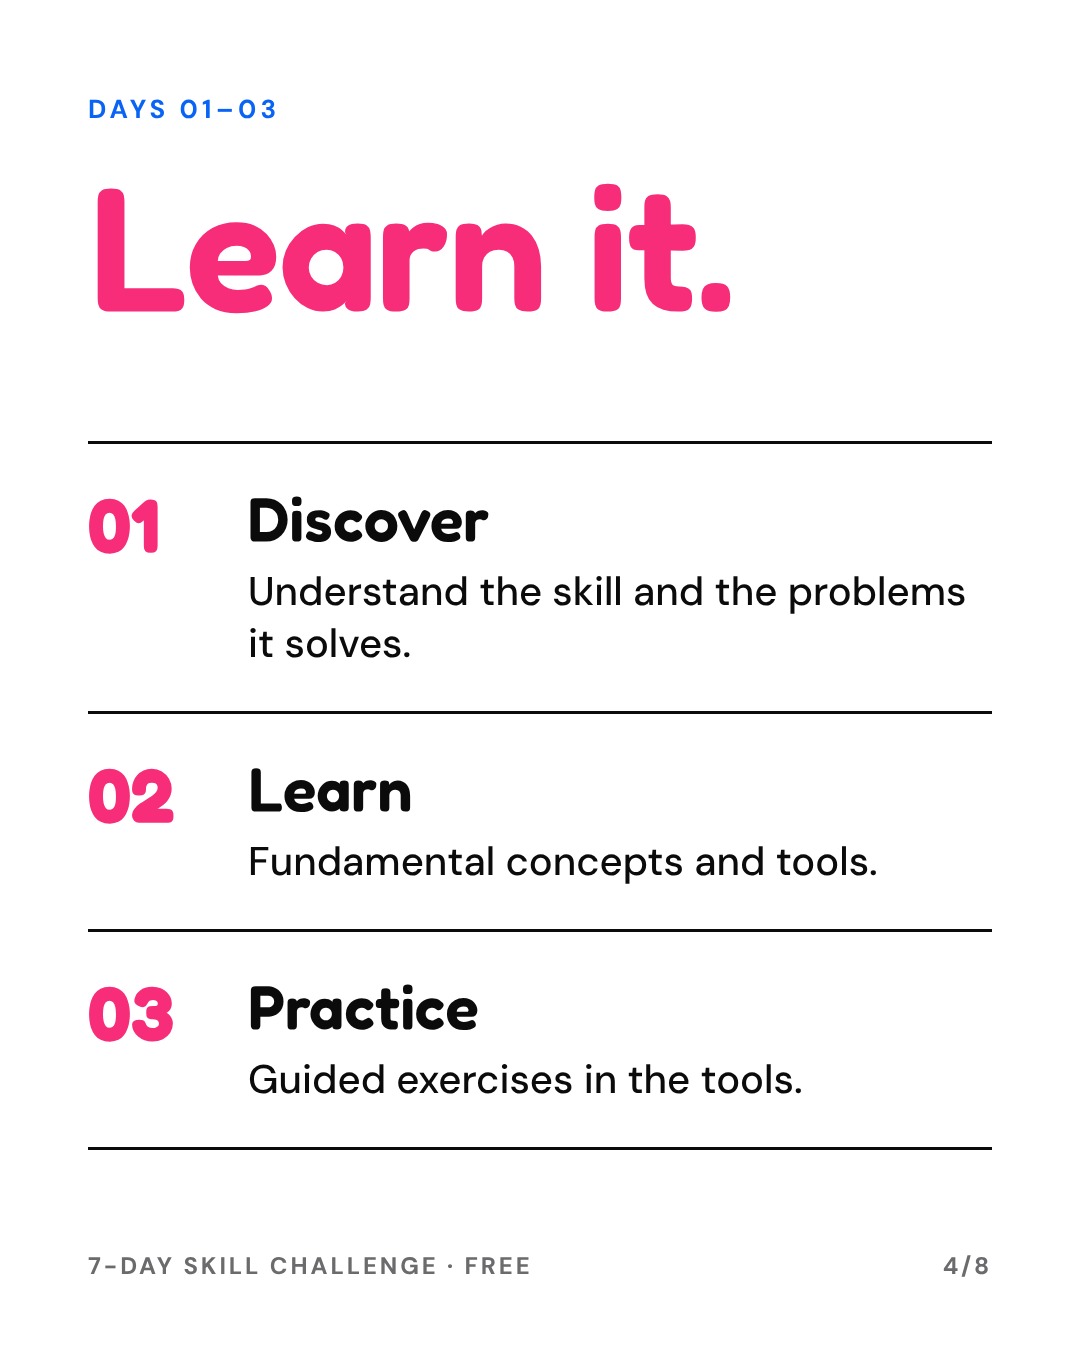 DAYS 01–03
Learn it.
01 Discover
Understand the skill and the problems
it solves.
02 Learn
Fundamental concepts and tools.
03 Practice
Guided exercises in the tools.
7-DAY SKILL CHALLENGE · FREE
4/8